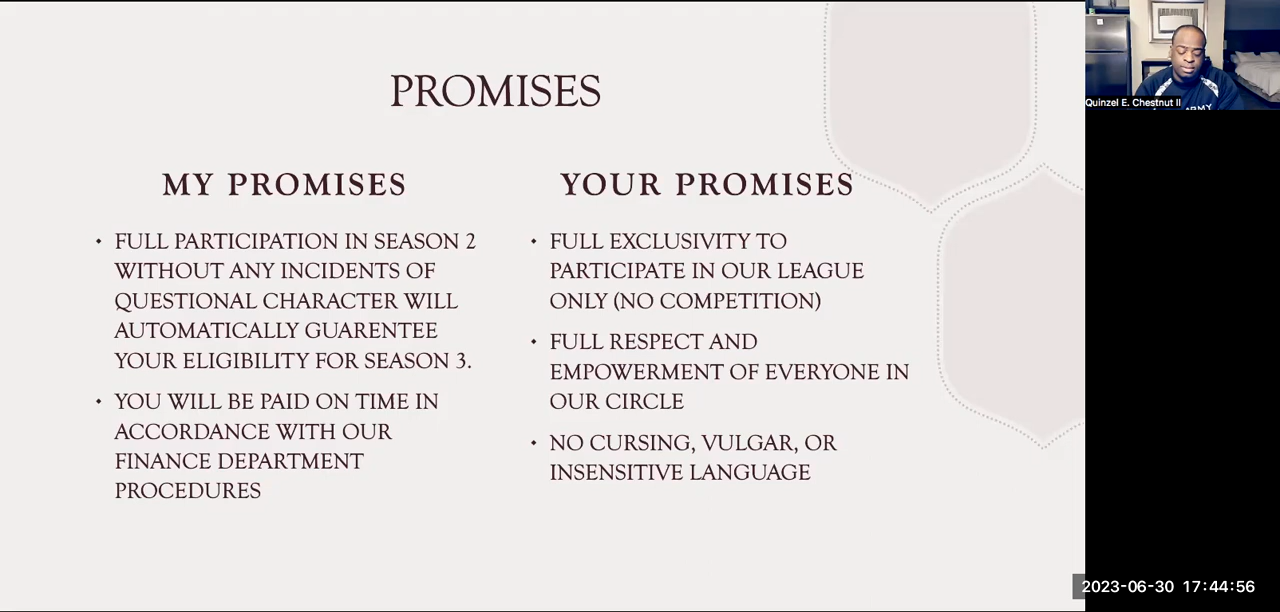 PROMISES
MY PROMISES
• FULL PARTICIPATION IN SEASON 2
WITHOUT ANY INCIDENTS OF
QUESTIONAL CHARACTER WILL
AUTOMATICALLY GUARENTEE
YOUR ELIGIBILITY FOR SEASON 3.
• YOU WILL BE PAID ON TIME IN
ACCORDANCE WITH OUR
FINANCE DEPARTMENT
PROCEDURES
YOUR PROMISES
• FULL EXCLUSIVITY TO
PARTICIPATE IN OUR LEAGUE
ONLY (NO COMPETITION)
• FULL RESPECT AND
EMPOWERMENT OF EVERYONE IN
OUR CIRCLE
• NO CURSING, VULGAR, OR
INSENSITIVE LANGUAGE
Quinzel E. Chestnut II
2023-06-30 17:44:56